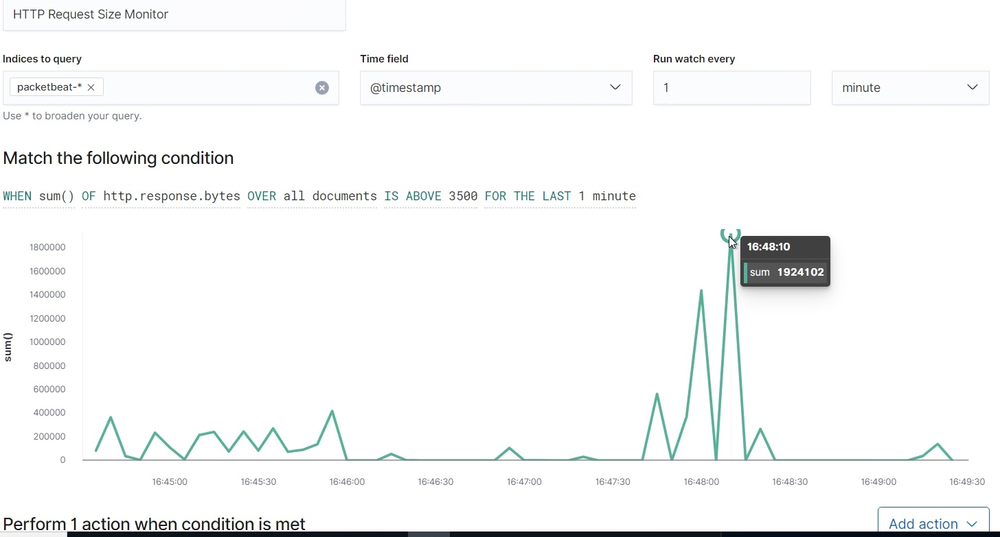 HTTP Request Size Monitor
Indices to query
Time field
Run watch every
packetbeat-*
@timestamp
1
minute
Use * to broaden your query.
Match the following condition
WHEN sum() OF http.response.bytes OVER all documents IS ABOVE 3500 FOR THE LAST 1 minute
16:48:10
sum 1924102
1800000
1600000
1400000
1200000
1000000
800000
600000
400000
200000
0
sum()
16:45:00 16:45:30 16:46:00 16:46:30 16:47:00 16:47:30 16:48:00 16:48:30 16:49:00 16:49:30
Perform 1 action when condition is met
Add action